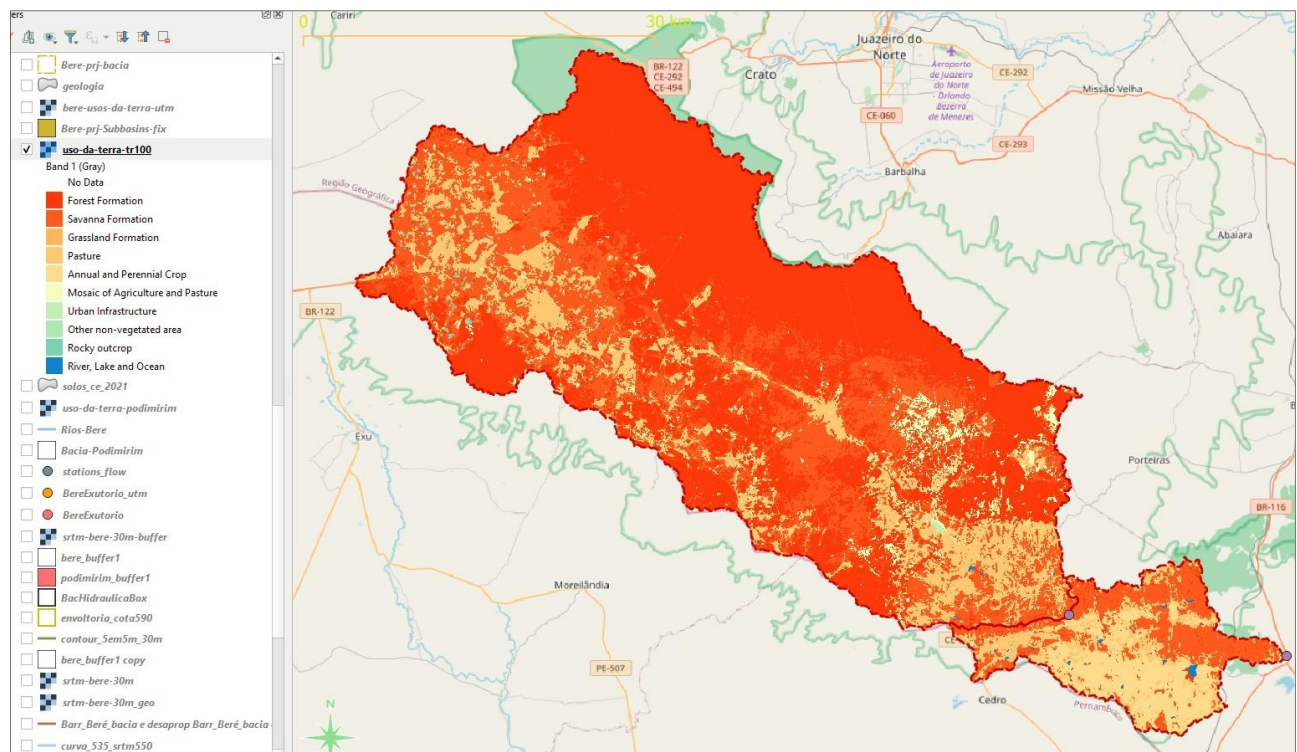 ers
Bere-prj-bacia
geologia
bere-usos-da-terra-utm
Bere-prj-Subbasins-fix
uso-da-terra-tr100
Band 1 (Gray)
No Data
Forest Formation
Savanna Formation
Grassland Formation
Pasture
Annual and Perennial Crop
Mosaic of Agriculture and Pasture
Urban Infrastructure
Other non-vegetated area
Rocky outcrop
River, Lake and Ocean
solos_ce_2021
uso-da-terra-podimirim
Rios-Bere
Bacia-Podimirim
stations_flow
BereExutorio_utm
BereExutorio
srtm-bere-30m-buffer
bere_buffer1
podimirim_buffer1
BacHidraulicaBox
envoltoria_cota590
contour_5em5m_30m
bere_buffer1 copy
srtm-bere-30m
srtm-bere-30m_geo
Barr_Beré_bacia e desaprop Barr_Beré_bacia
curva_535_srtm550
0
30 km
Cariri
Juazeiro do
Norte
BR-122
CE-292
CE-494
Crato
Aeroporto
de Juazeiro
do Norte
- Orlando
Bezerra
de Menezes
CE-292
Missão Velha
CE-060
CE-293
Barbalha
Região Geográfica
Abaiara
BR-122
Exu
Porteiras
B
BR-116
Moreilândia
CE
PE-507
Cedro
Pernambuco
N